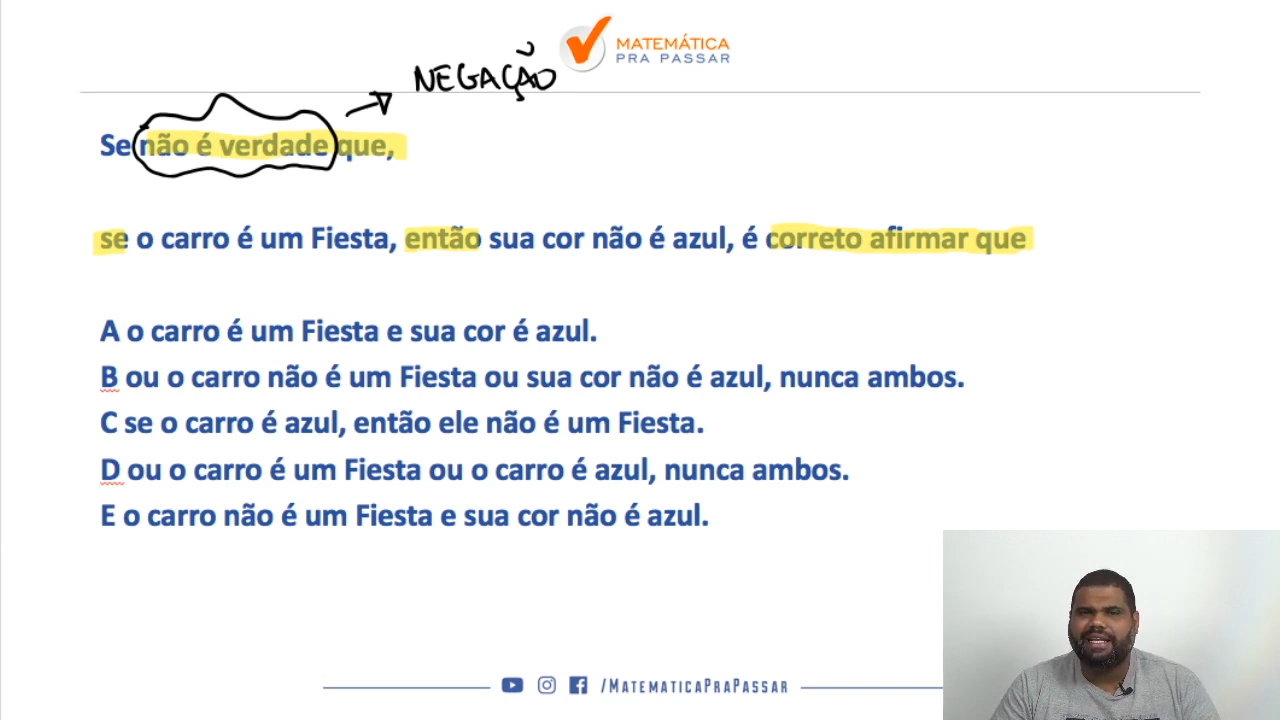 MATEMÁTICA
PRA PASSAR
NEGAÇÃO
Se não é verdade que,
se o carro é um Fiesta, então sua cor não é azul, é correto afirmar que
A o carro é um Fiesta e sua cor é azul.
B ou o carro não é um Fiesta ou sua cor não é azul, nunca ambos.
C se o carro é azul, então ele não é um Fiesta.
D ou o carro é um Fiesta ou o carro é azul, nunca ambos.
E o carro não é um Fiesta e sua cor não é azul.
/MATEMATICAPRAPASSAR